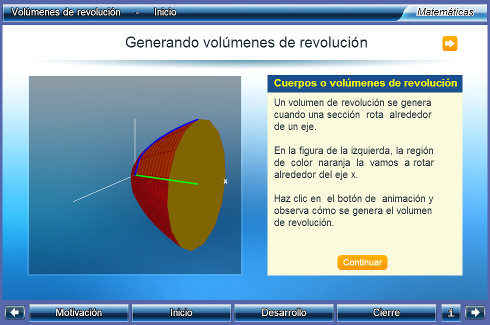 Volúmenes de revolución - Inicio
Matemáticas
Generando volúmenes de revolución
Cuerpos o volúmenes de revolución
Un volumen de revolución se genera
cuando una sección rota alrededor
de un eje.
En la figura de la izquierda, la región
de color naranja la vamos a rotar
alrededor del eje x.
Haz clic en el botón de animación y
observa cómo se genera el volumen
de revolución.
x
Continuar
Motivación
Inicio
Desarrollo
Cierre
i